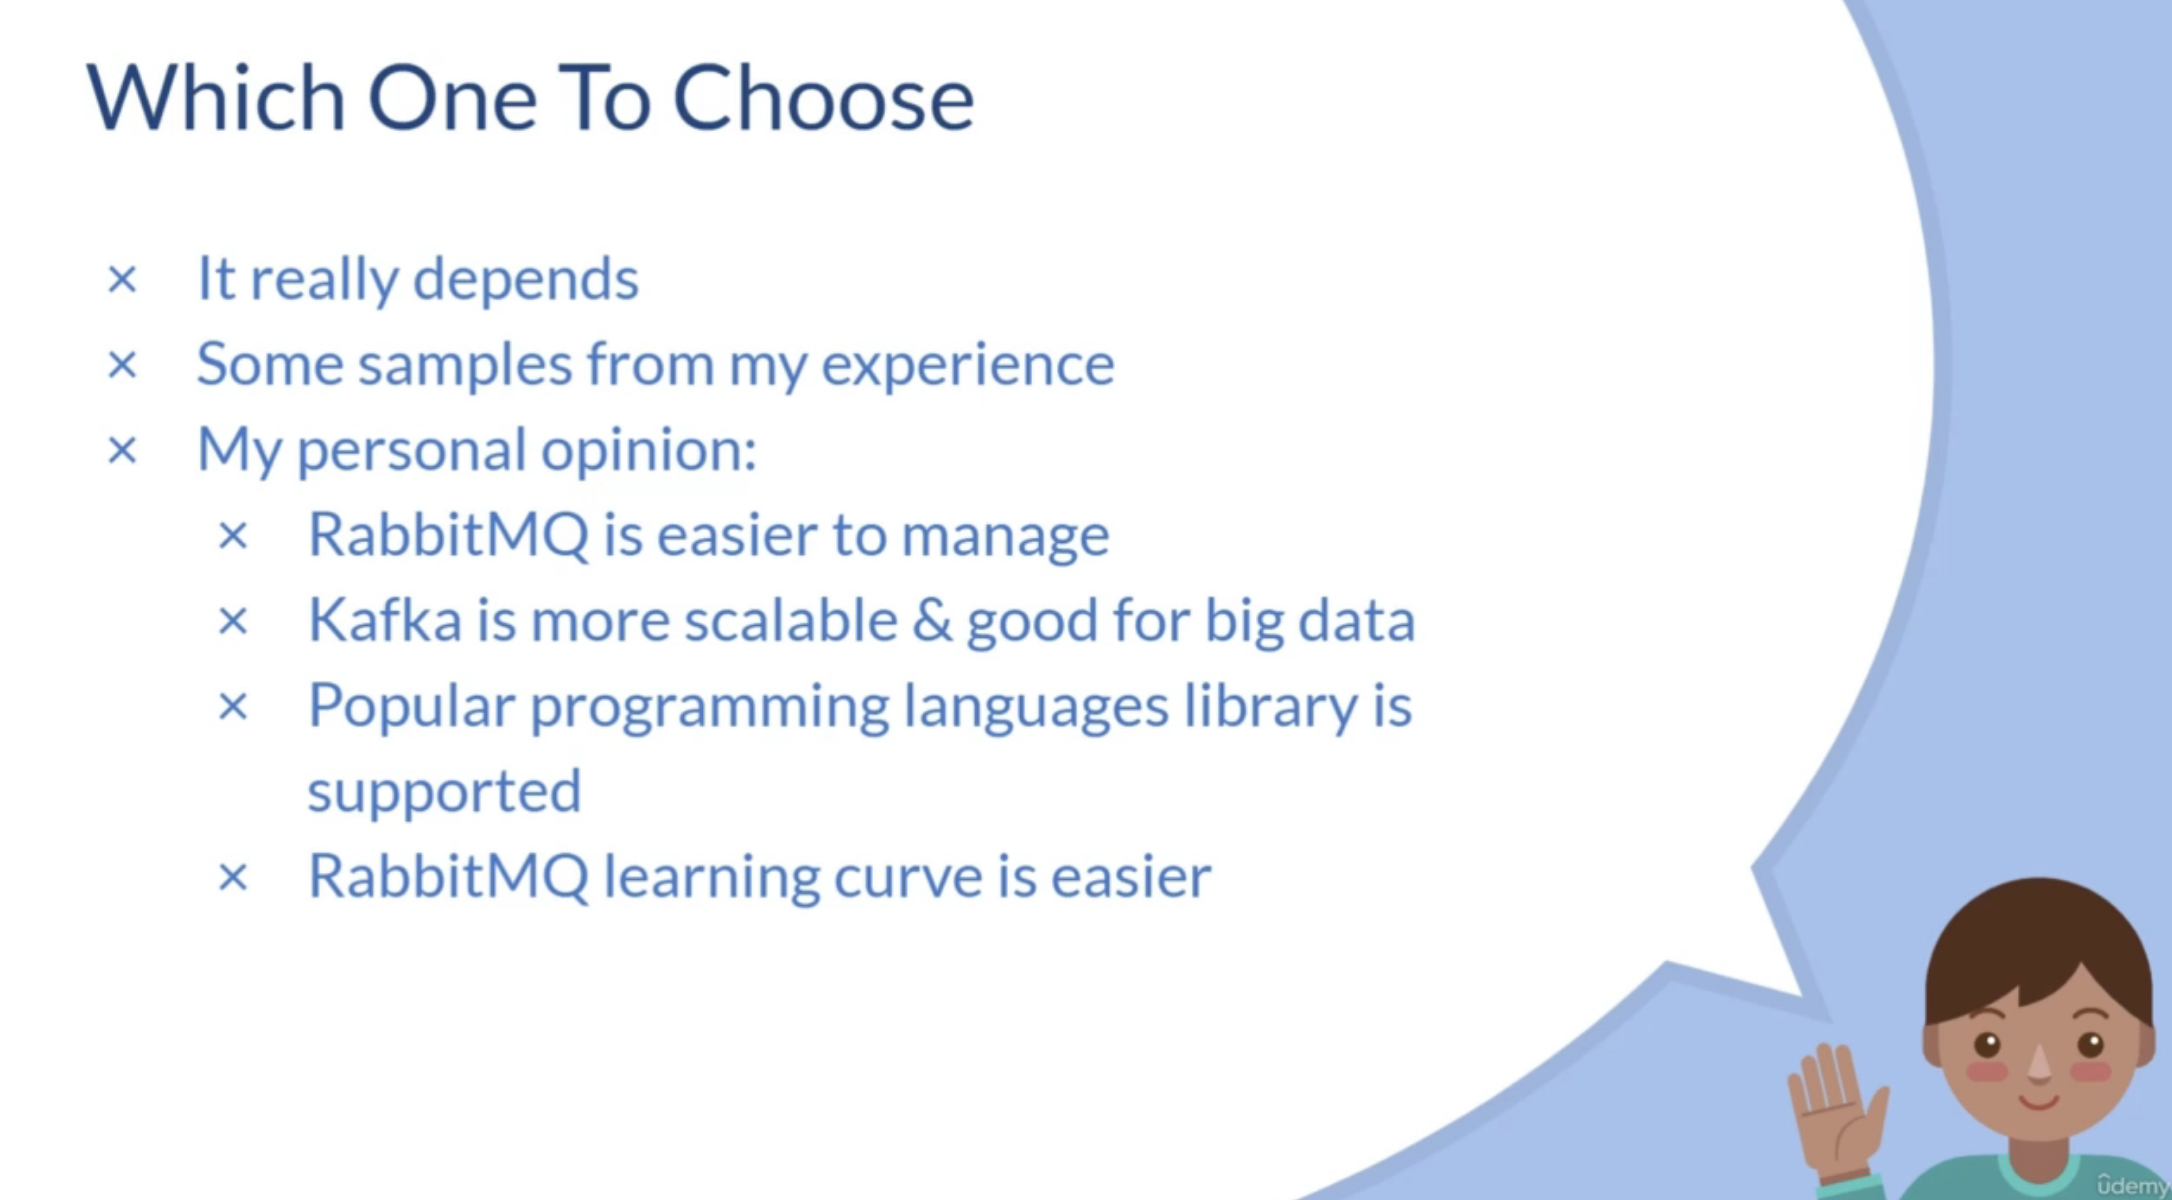 Which One To Choose
× It really depends
× Some samples from my experience
× My personal opinion:
× RabbitMQ is easier to manage
× Kafka is more scalable & good for big data
× Popular programming languages library is
supported
× RabbitMQ learning curve is easier
ûdemy